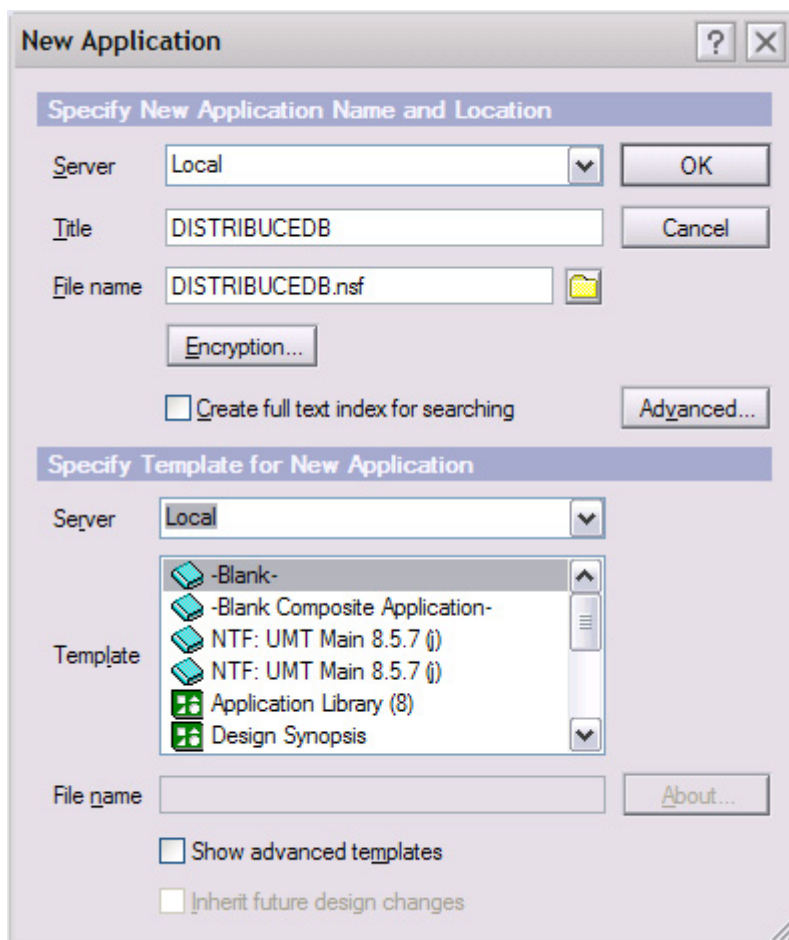 New Application
Specify New Application Name and Location
Server Local OK
Title DISTRIBUCEDB Cancel
File name DISTRIBUCEDB.nsf
Encryption...
Create full text index for searching Advanced...
Specify Template for New Application
Server Local
-Blank-
-Blank Composite Application-
NTF: UMT Main 8.5.7 (j)
Template
NTF: UMT Main 8.5.7 (j)
Application Library (8)
Design Synopsis
File name About...
Show advanced templates
Inherit future design changes